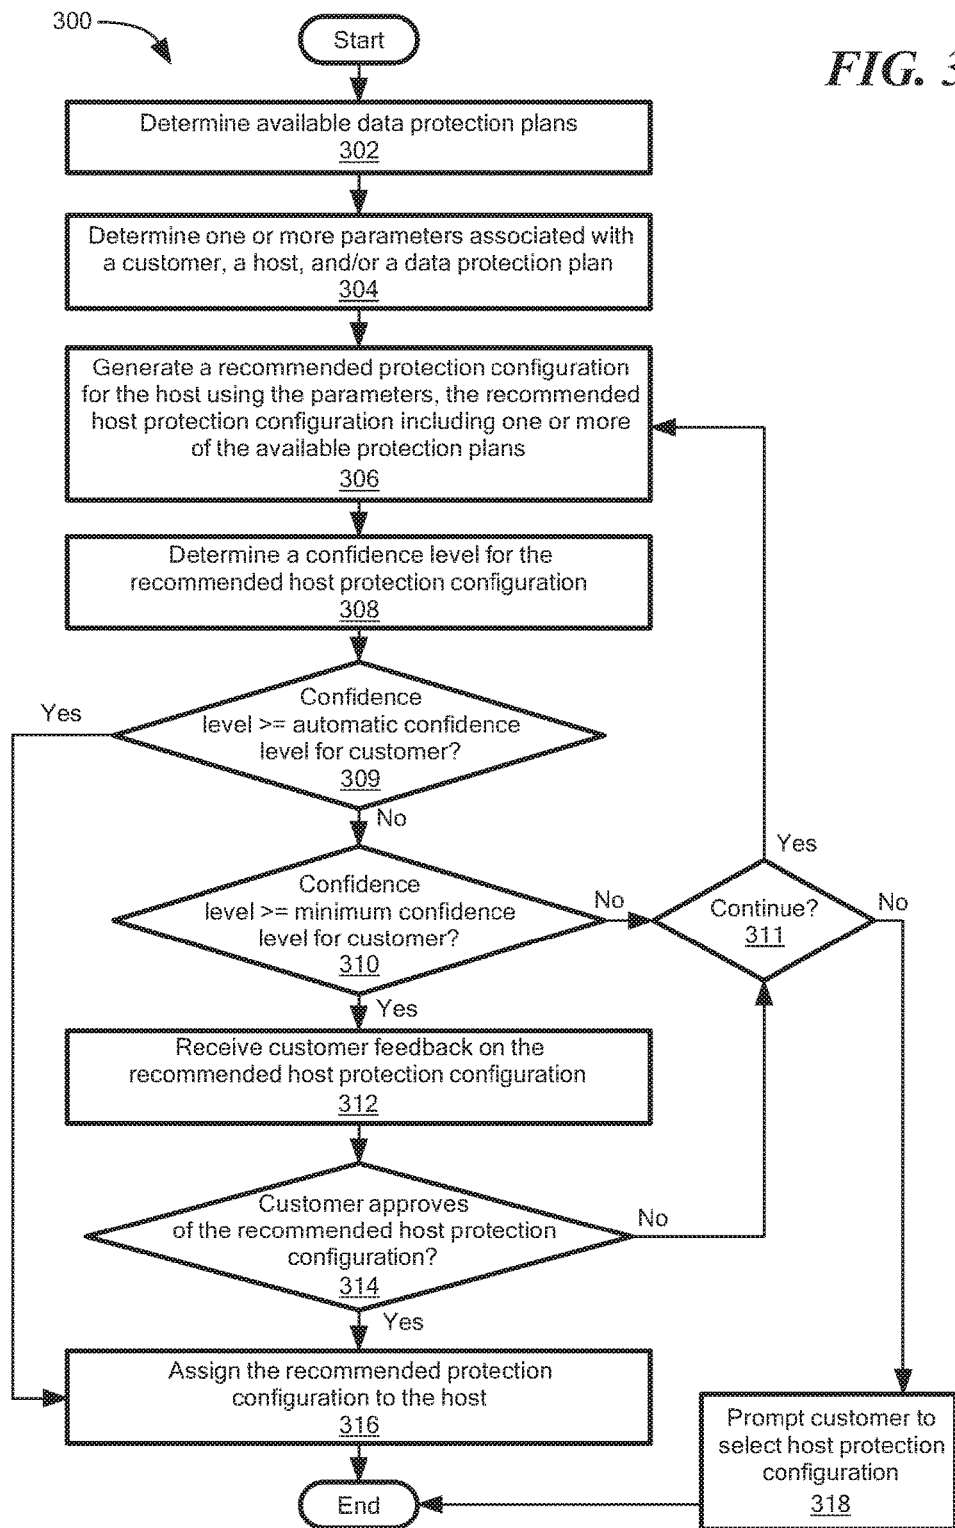 300
Start
FIG. 3
Determine available data protection plans
302
Determine one or more parameters associated with
a customer, a host, and/or a data protection plan
304
Generate a recommended protection configuration
for the host using the parameters, the recommended
host protection configuration including one or more
of the available protection plans
306
Determine a confidence level for the
recommended host protection configuration
308
Yes
Confidence
level >= automatic confidence
level for customer?
309
No
Confidence
level >= minimum confidence
level for customer?
310
No
Yes
Continue?
311
Yes
No
Receive customer feedback on the
recommended host protection configuration
312
Customer approves
of the recommended host protection
configuration?
314
No
Yes
Assign the recommended protection
configuration to the host
316
Prompt customer to
select host protection
configuration
318
End